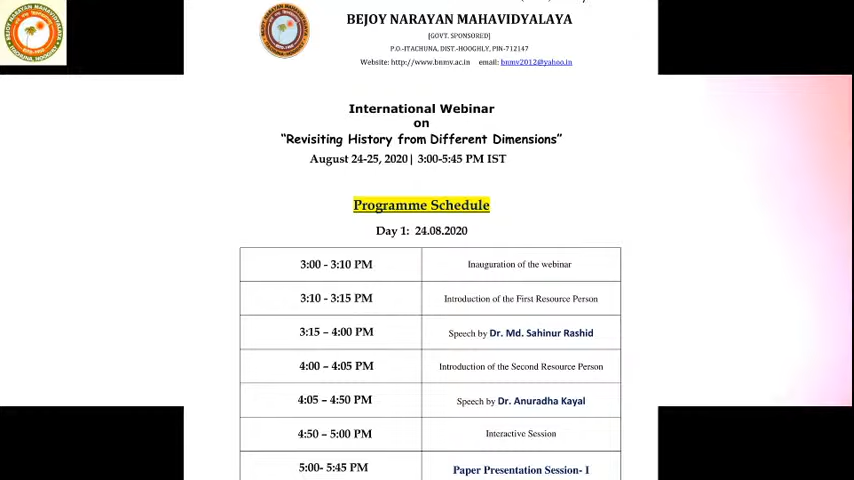 BEJOY NARAYAN MAHAVIDYALAYA
[GOVT. SPONSORED]
P.O.-ITACHUNA, DIST.-HOOGHLY, PIN-712147
Website: http://www.bnmv.ac.in email: bnmv2012@yahoo.in
International Webinar
on
“Revisiting History from Different Dimensions”
August 24-25, 2020| 3:00-5:45 PM IST
Programme Schedule
Day 1: 24.08.2020
3:00 - 3:10 PM Inauguration of the webinar
3:10 - 3:15 PM Introduction of the First Resource Person
3:15 – 4:00 PM Speech by Dr. Md. Sahinur Rashid
4:00 – 4:05 PM Introduction of the Second Resource Person
4:05 – 4:50 PM Speech by Dr. Anuradha Kayal
4:50 – 5:00 PM Interactive Session
5:00- 5:45 PM Paper Presentation Session- I